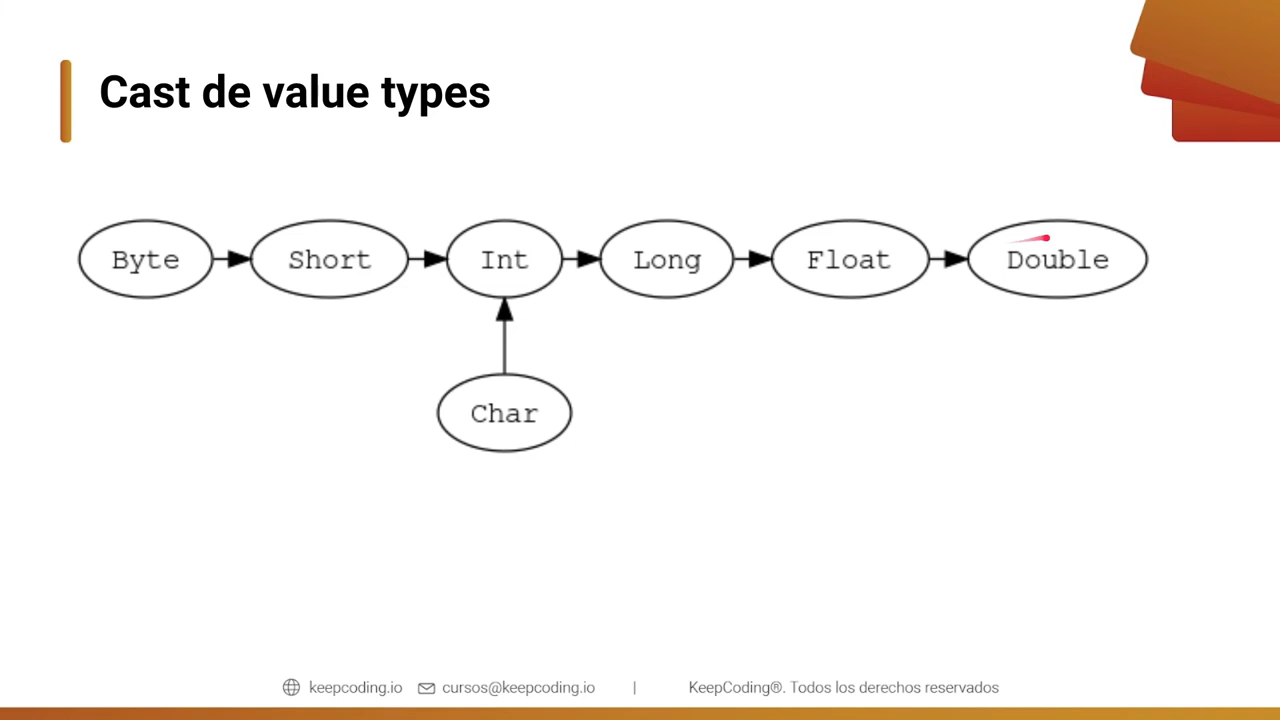 Cast de value types
Byte Short Int Long Float Double
Char
keepcoding.io cursos@keepcoding.io | KeepCoding®. Todos los derechos reservados